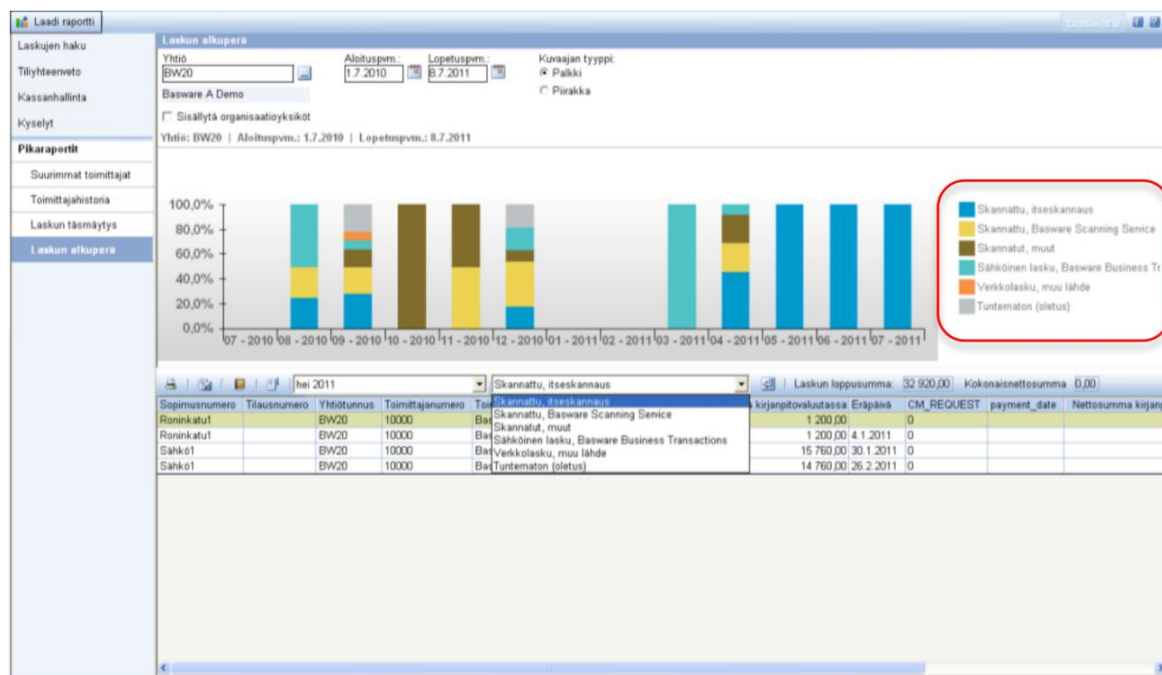 Laadi raportti
basware
Laskujen haku
Tiliyhteenveto
Kassanhallinta
Kyselyt
Pikaraportit
Suurimmat toimittajat
Toimittajahistoria
Laskun täsmäytys
Laskun alkuperä
Laskun alkuperä
Yhtiö Aloituspvm.: Lopetuspvm.: Kuvaajan tyyppi:
BW20 1.7.2010 8.7.2011 Palkki
Basware A Demo Piirakka
Sisällytä organisaatioyksiköt
Yhtiö: BW20 | Aloituspvm.: 1.7.2010 | Lopetuspvm.: 8.7.2011
100,0%
80,0%
60,0%
40,0%
20,0%
0,0%
07 - 2010 08 - 2010 09 - 2010 10 - 2010 11 - 2010 12 - 2010 01 - 2011 02 - 2011 03 - 2011 04 - 2011 05 - 2011 06 - 2011 07 - 2011
Skannattu, itseskannaus
Skannattu, Basware Scanning Service
Skannatut, muut
Sähköinen lasku, Basware Business Tr
Verkkolasku, muu lähde
Tuntematon (oletus)
hei 2011 Skannattu, itseskannaus Laskun loppusumma: 32 920,00 Kokonaisnettosumma 0,00
Skannattu, itseskannaus
Skannattu, Basware Scanning Service
Skannatut, muut
Sähköinen lasku, Basware Business Transactions
Verkkolasku, muu lähde
Tuntematon (oletus)
Sopimusnumero Tilausnumero Yhtiötunnus Toimittajanumero Toi kirjanpitovaluutassa Eräpäivä CM_REQUEST payment_date Nettosumma kirjanp
Roninkatu1 BW20 10000 Bas 1 200,00 0
Roninkatu1 BW20 10000 Bas 1 200,00 4.1.2011 0
Sähkö1 BW20 10000 Bas 15 760,00 30.1.2011 0
Sähkö1 BW20 10000 Bas 14 760,00 26.2.2011 0